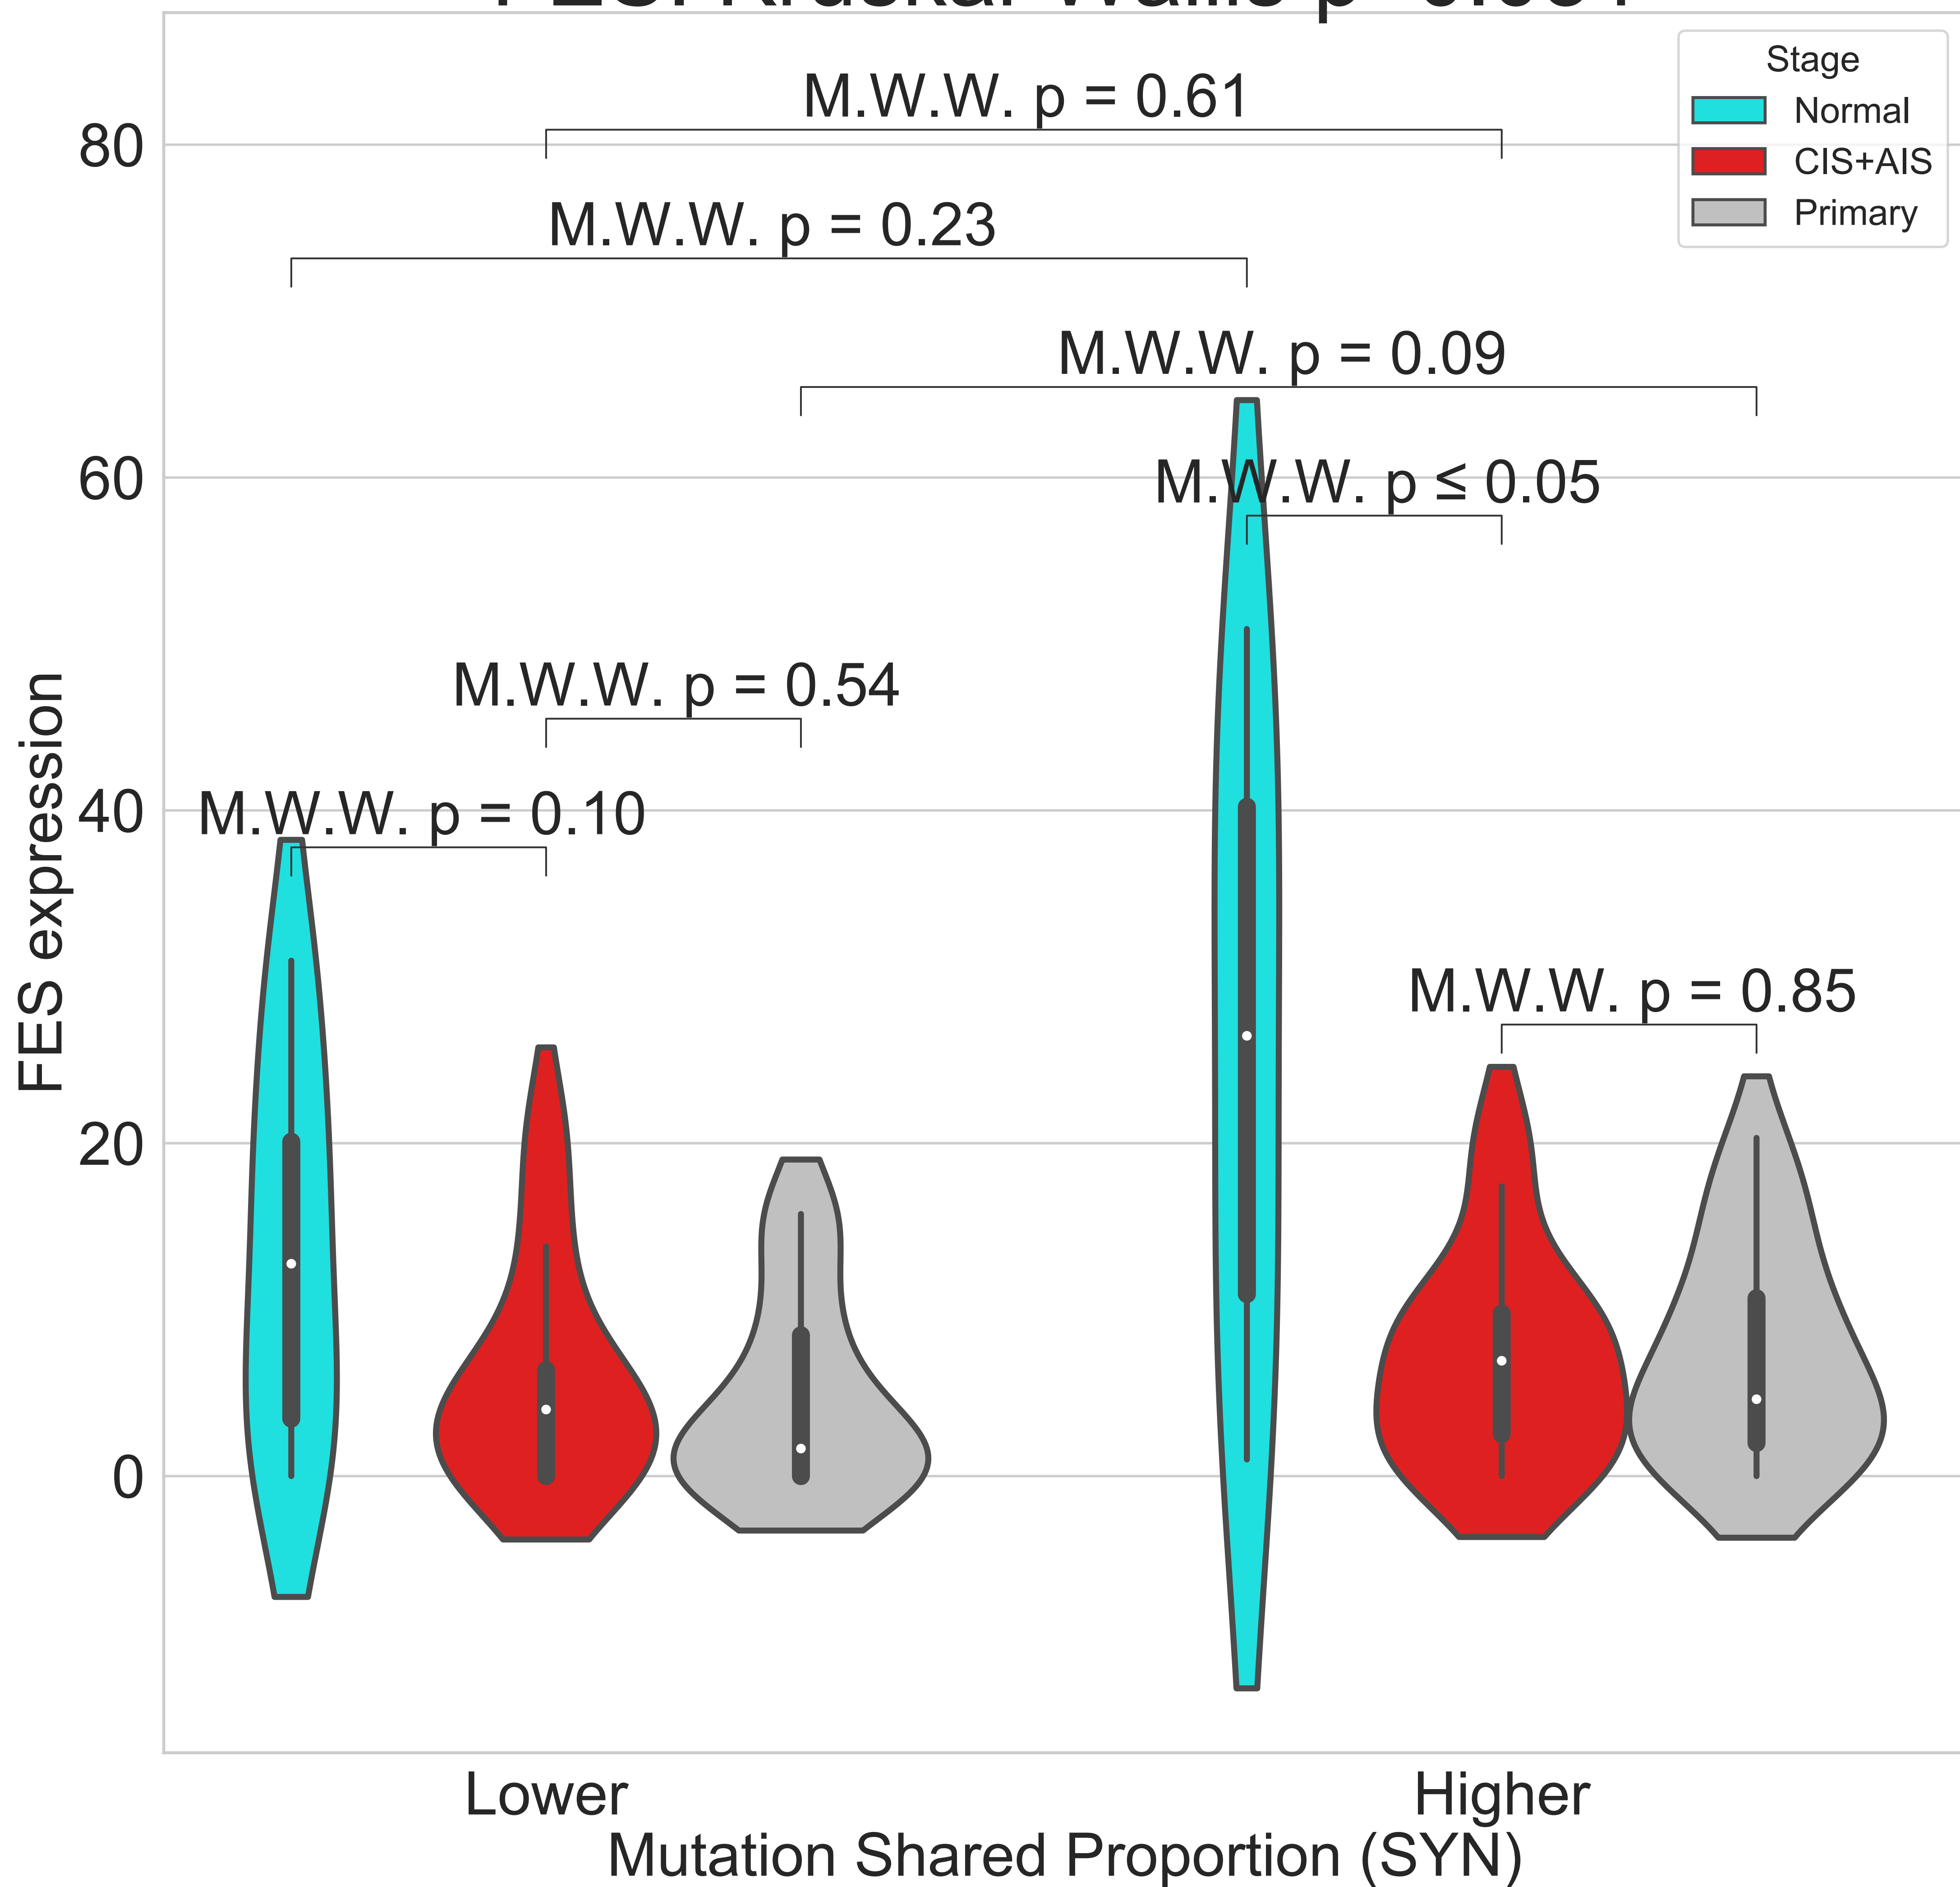 Stage
Normal
CIS+AIS
Primary
M.W.W. p = 0.61
M.W.W. p = 0.23
M.W.W. p = 0.09
M.W.W. p ≤ 0.05
M.W.W. p = 0.54
M.W.W. p = 0.10
M.W.W. p = 0.85
80
60
40
20
0
FES expression
Lower
Higher
Mutation Shared Proportion (SYN)